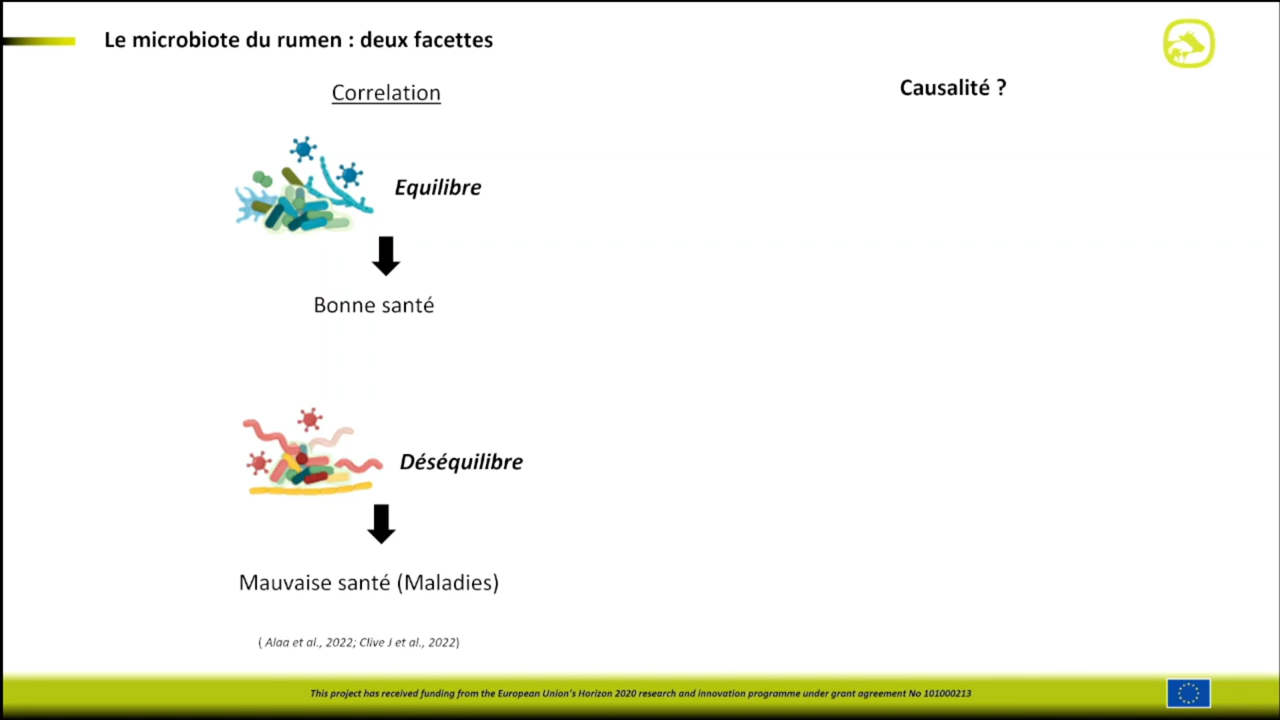 Le microbiote du rumen : deux facettes
Correlation
Causalité ?
Equilibre
Bonne santé
Déséquilibre
Mauvaise santé (Maladies)
( Alaa et al., 2022; Clive J et al., 2022)
This project has received funding from the European Union's Horizon 2020 research and innovation programme under grant agreement No 101000213